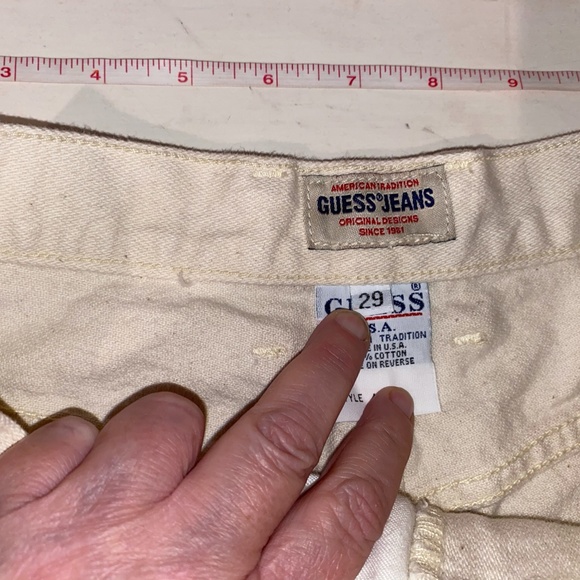 3 4 5 6 7 8 9
AMERICAN TRADITION
GUESS® JEANS
ORIGINAL DESIGNS
SINCE 1981
29 SS®
S.A.
TRADITION
IN U.S.A.
COTTON
ON REVERSE